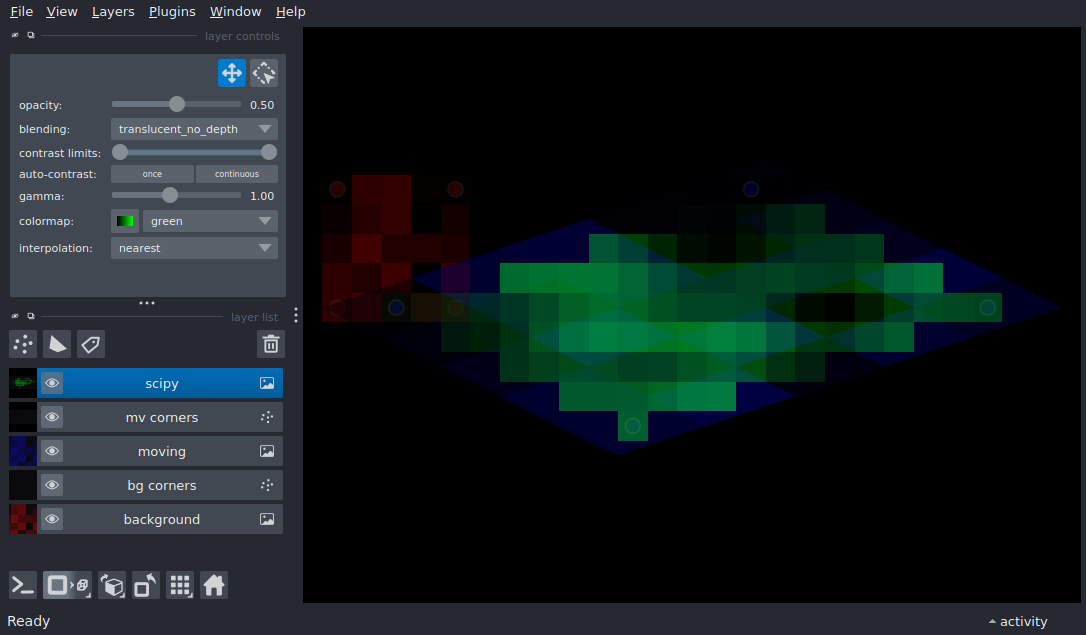 File View Layers Plugins Window Help
layer controls
opacity: 0.50
blending: translucent_no_depth
contrast limits:
auto-contrast: once continuous
gamma: 1.00
colormap: green
interpolation: nearest
layer list
scipy
mv corners
moving
bg corners
background
Ready
activity